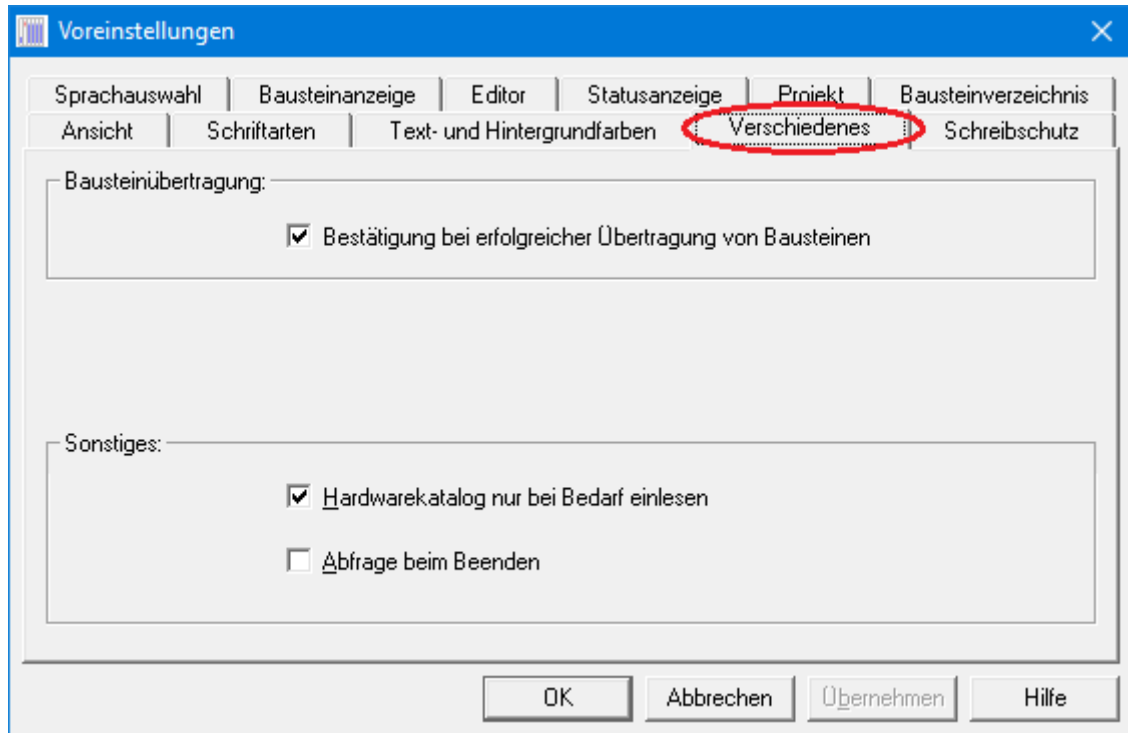 Voreinstellungen
Sprachauswahl Bausteinanzeige Editor Statusanzeige Projekt Bausteinverzeichnis
Ansicht Schriftarten Text- und Hintergrundfarben Verschiedenes Schreibschutz
Bausteinübertragung:
Bestätigung bei erfolgreicher Übertragung von Bausteinen
Sonstiges:
Hardwarekatalog nur bei Bedarf einlesen
Abfrage beim Beenden
OK Abbrechen Übernehmen Hilfe